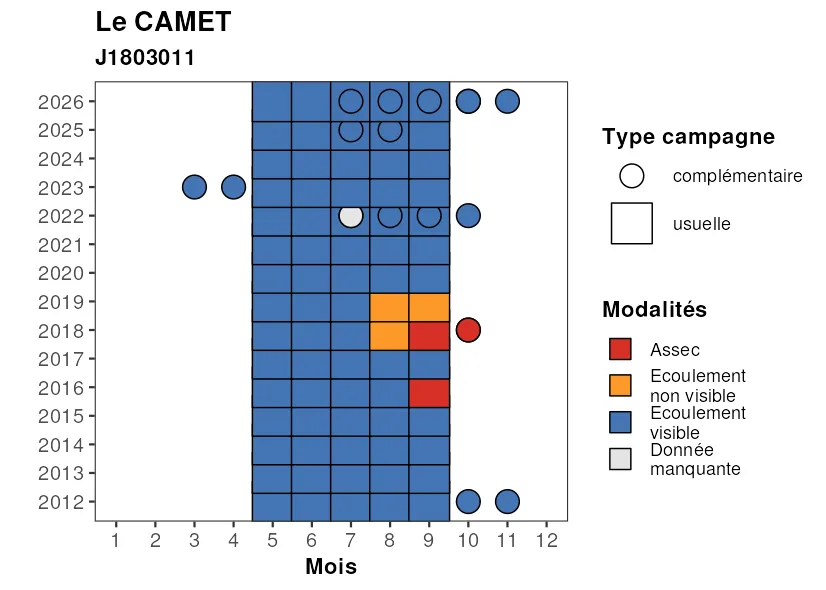 Le CAMET
J1803011
2026
2025
2024
2023
2022
2021
2020
2019
2018
2017
2016
2015
2014
2013
2012
1 2 3 4 5 6 7 8 9 10 11 12
Mois
Type campagne
complémentaire
usuelle
Modalités
Assec
Ecoulement
non visible
Ecoulement
visible
Donnée
manquante